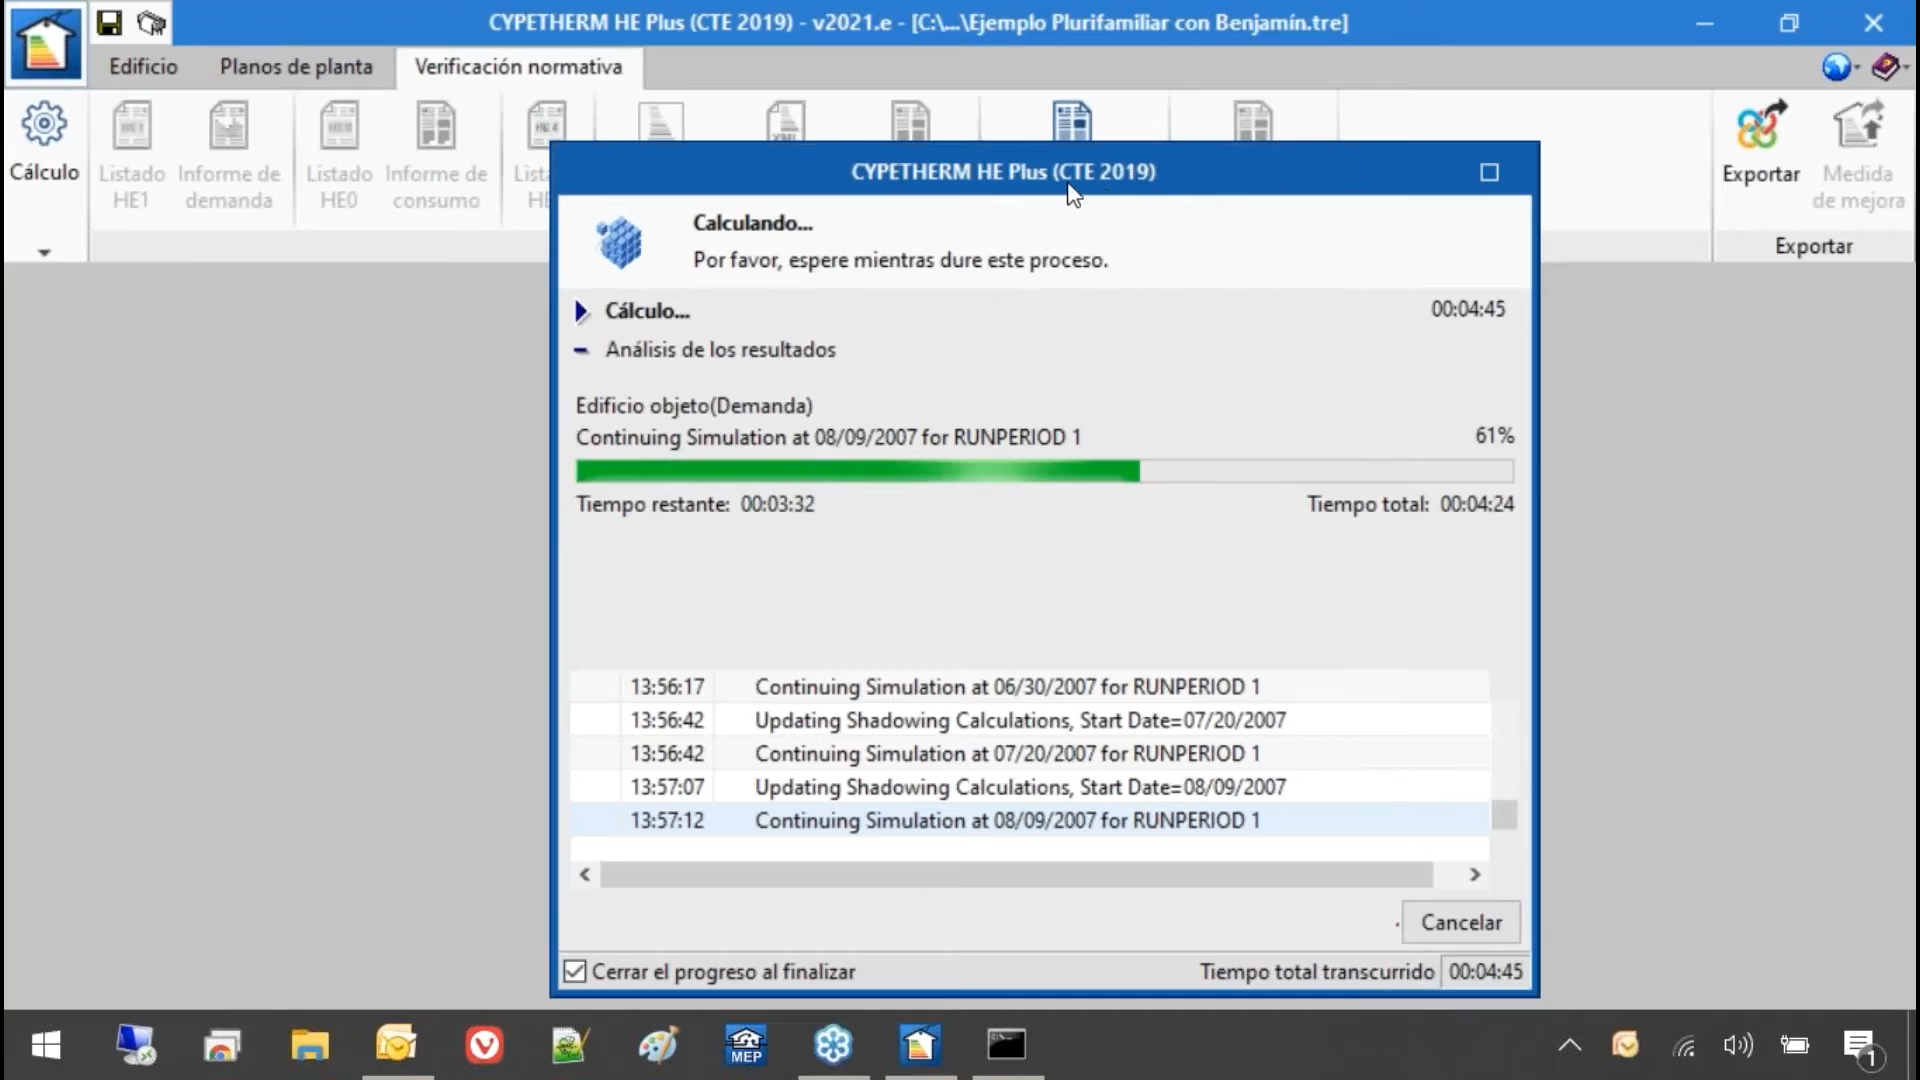 CYPETHERM HE Plus (CTE 2019) - v2021.e - [C:\...\Ejemplo Plurifamiliar con Benjamín.tre]
Edificio
Planos de planta
Verificación normativa
Cálculo
Listado
HE1
Informe de
demanda
Listado
HE0
Informe de
consumo
Exportar
Medida
de mejora
Exportar
CYPETHERM HE Plus (CTE 2019)
Calculando...
Por favor, espere mientras dure este proceso.
Cálculo... 00:04:45
Análisis de los resultados
Edificio objeto(Demanda)
Continuing Simulation at 08/09/2007 for RUNPERIOD 1 61%
Tiempo restante: 00:03:32 Tiempo total: 00:04:24
13:56:17 Continuing Simulation at 06/30/2007 for RUNPERIOD 1
13:56:42 Updating Shadowing Calculations, Start Date=07/20/2007
13:56:42 Continuing Simulation at 07/20/2007 for RUNPERIOD 1
13:57:07 Updating Shadowing Calculations, Start Date=08/09/2007
13:57:12 Continuing Simulation at 08/09/2007 for RUNPERIOD 1
Cancelar
Cerrar el progreso al finalizar Tiempo total transcurrido 00:04:45
MEP
1